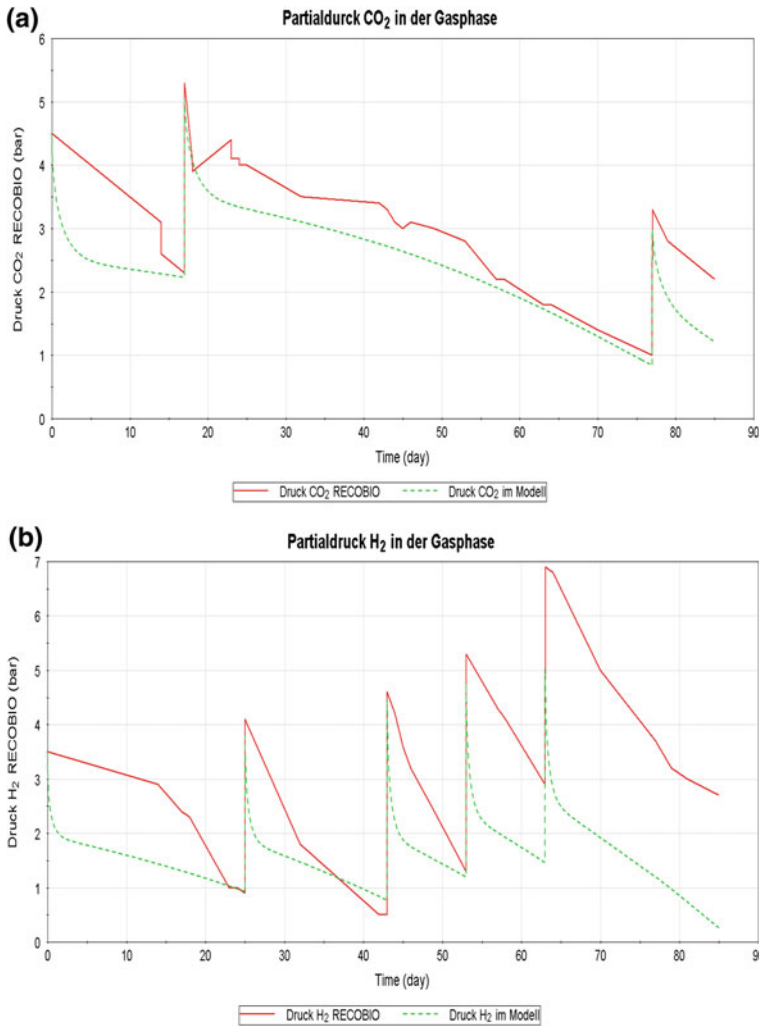 (a)
Partialdurck CO₂ in der Gasphase
Druck CO₂ RECOBIO (bar)
6
5
4
3
2
1
0
0 10 20 30 40 50 60 70 80 90
Time (day)
Druck CO₂ RECOBIO Druck CO₂ im Modell
(b)
Partialdruck H₂ in der Gasphase
Druck H₂ RECOBIO (bar)
7
6
5
4
3
2
1
0
0 10 20 30 40 50 60 70 80 90
Time (day)
Druck H₂ RECOBIO Druck H₂ im Modell